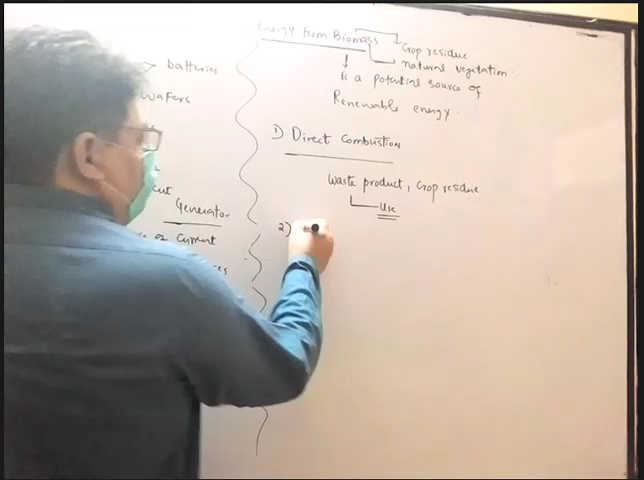 batteries
wafers
cut
Generator
of current
Energy from Biomass
Crop residue
natural vegetation.
is a potential source of
Renewable energy.
1) Direct Combustion
Waste product, Crop residue
Use
2)